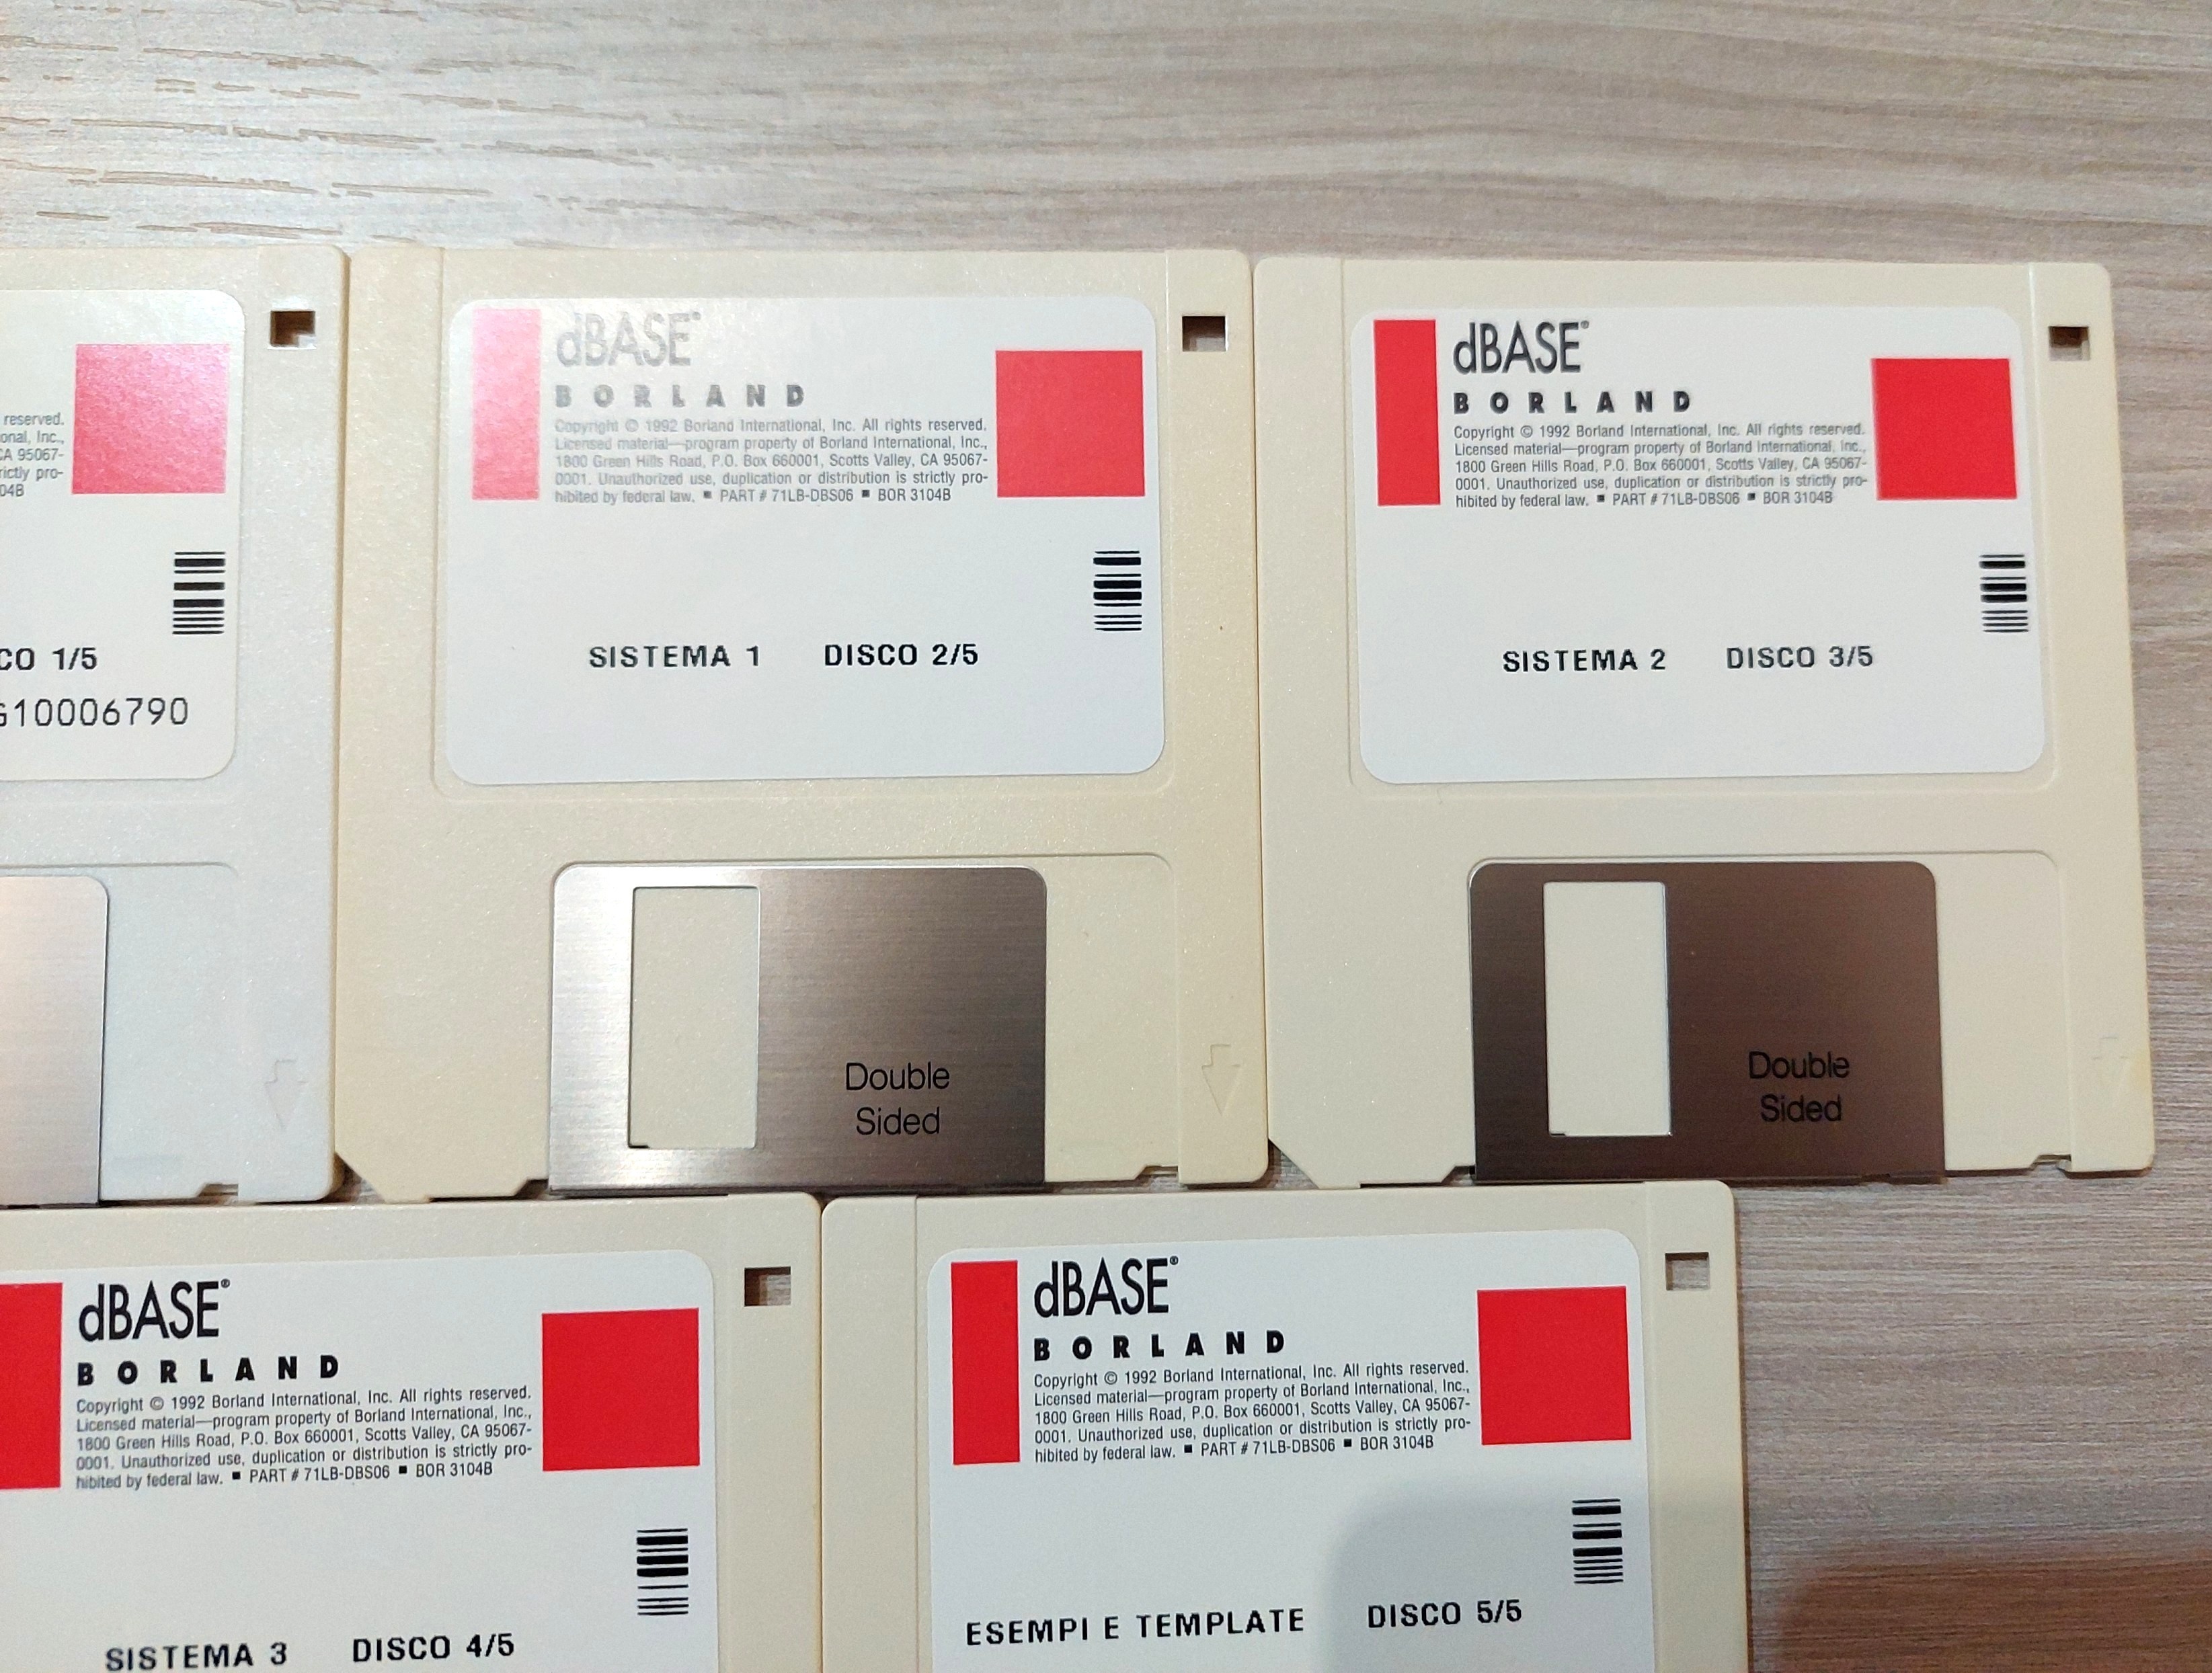 reserved.
Inc.,
CA 95067-
pro-
04B
CO 1/5
10006790
dBASE®
BORLAND
Copyright © 1992 Borland International, Inc. All rights reserved.
Licensed material—program property of Borland International, Inc.,
1800 Green Hills Road, P.O. Box 660001, Scotts Valley, CA 95067-
0001. Unauthorized use, duplication or distribution is strictly pro-
hibited by federal law. ■ PART # 71LB-DBS06 ■ BOR 3104B
SISTEMA 1 DISCO 2/5
Double
Sided
dBASE®
BORLAND
Copyright © 1992 Borland International, Inc. All rights reserved.
Licensed material—program property of Borland International, Inc.,
1800 Green Hills Road, P.O. Box 660001, Scotts Valley, CA 95067-
0001. Unauthorized use, duplication or distribution is strictly pro-
hibited by federal law. ■ PART # 71LB-DBS06 ■ BOR 3104B
SISTEMA 2 DISCO 3/5
Double
Sided
dBASE®
BORLAND
Copyright © 1992 Borland International, Inc. All rights reserved.
Licensed material—program property of Borland International, Inc.,
1800 Green Hills Road, P.O. Box 660001, Scotts Valley, CA 95067-
0001. Unauthorized use, duplication or distribution is strictly pro-
hibited by federal law. ■ PART # 71LB-DBS06 ■ BOR 3104B
SISTEMA 3 DISCO 4/5
dBASE®
BORLAND
Copyright © 1992 Borland International, Inc. All rights reserved.
Licensed material—program property of Borland International, Inc.,
1800 Green Hills Road, P.O. Box 660001, Scotts Valley, CA 95067-
0001. Unauthorized use, duplication or distribution is strictly pro-
hibited by federal law. ■ PART # 71LB-DBS06 ■ BOR 3104B
ESEMPI E TEMPLATE DISCO 5/5